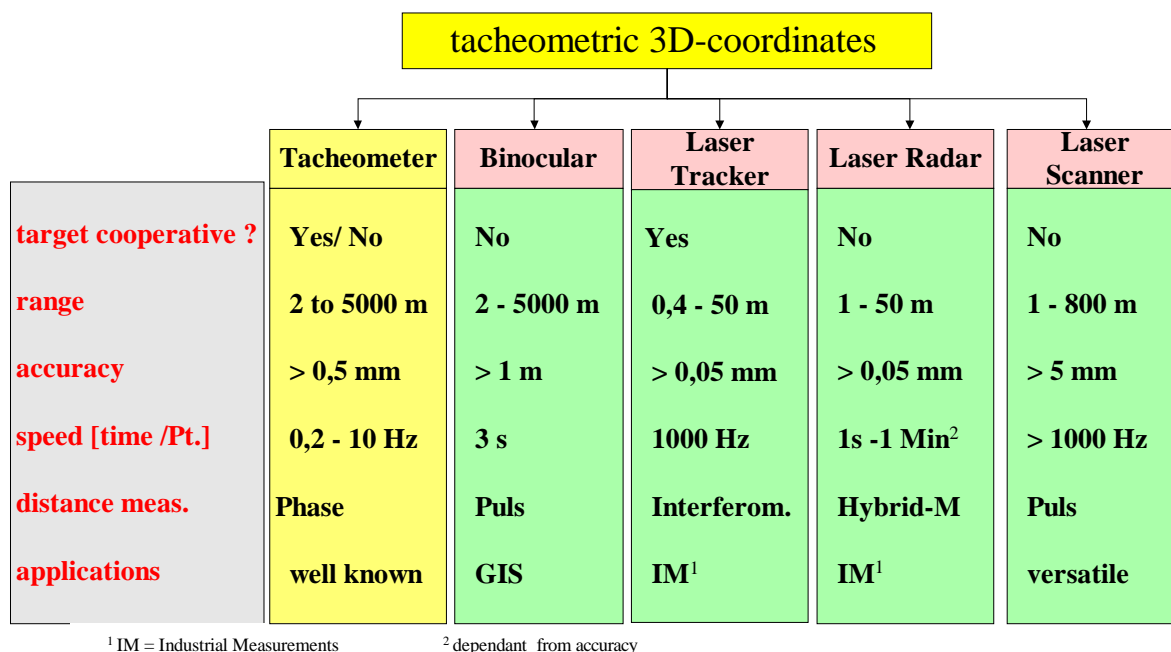 tacheometric 3D-coordinates
Tacheometer Binocular Laser Tracker Laser Radar Laser Scanner
target cooperative ? Yes/ No No Yes No No
range 2 to 5000 m 2 - 5000 m 0,4 - 50 m 1 - 50 m 1 - 800 m
accuracy > 0,5 mm > 1 m > 0,05 mm > 0,05 mm > 5 mm
speed [time /Pt.] 0,2 - 10 Hz 3 s 1000 Hz 1s -1 Min² > 1000 Hz
distance meas. Phase Puls Interferom. Hybrid-M Puls
applications well known GIS IM¹ IM¹ versatile
¹ IM = Industrial Measurements ² dependant from accuracy